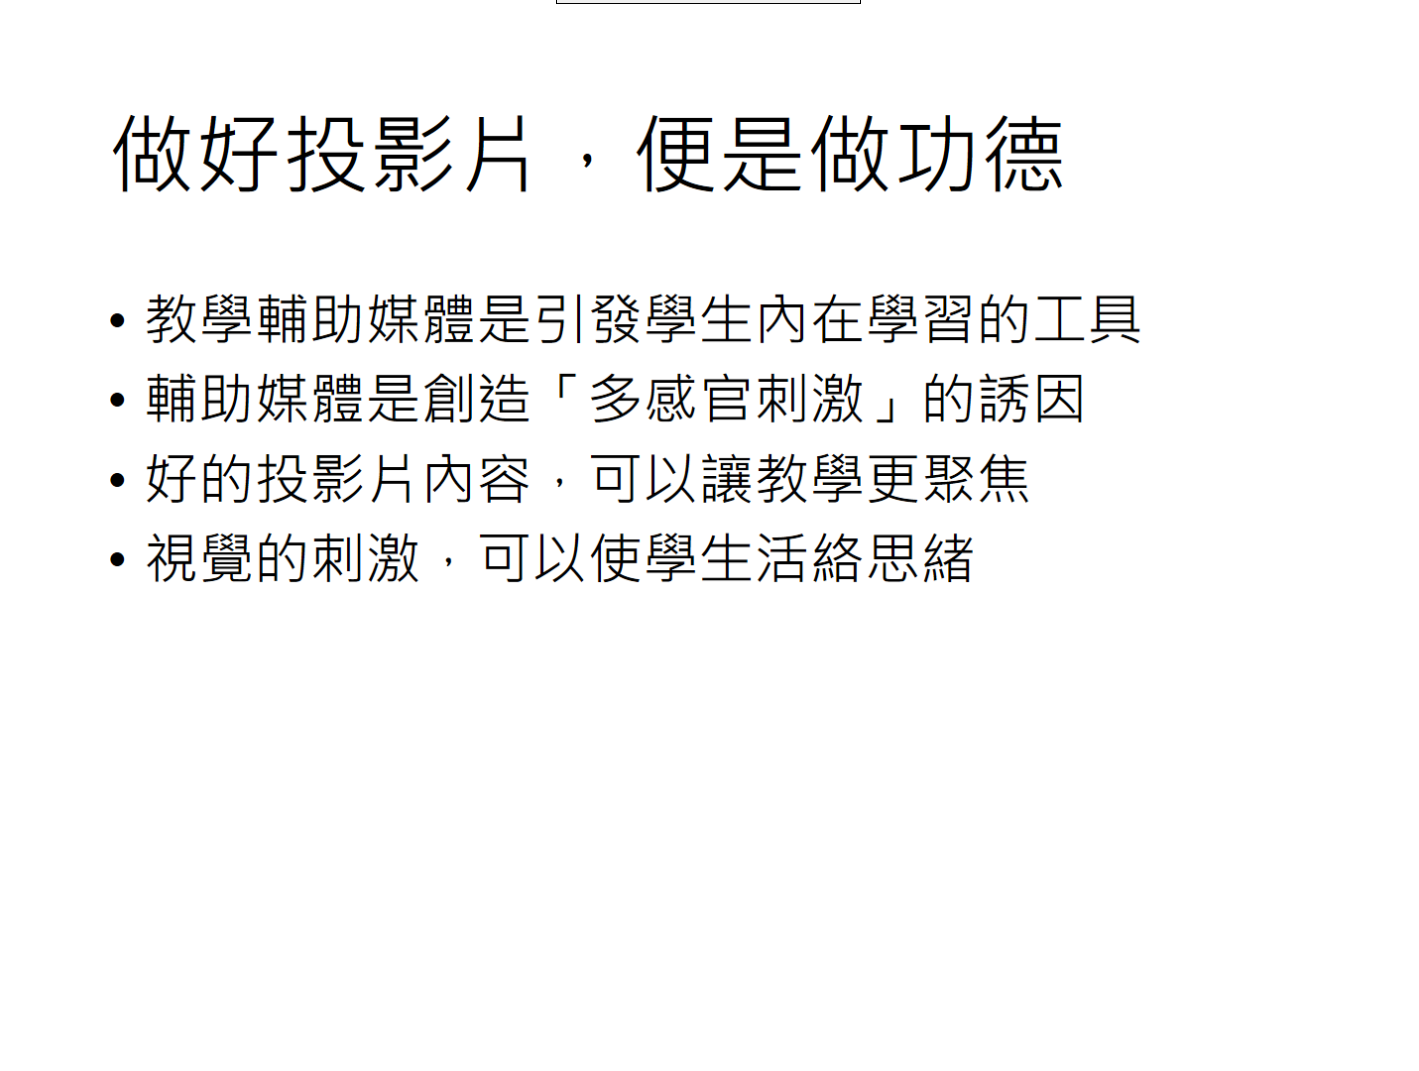 做好投影片，便是做功德
• 教學輔助媒體是引發學生內在學習的工具
• 輔助媒體是創造「多感官刺激」的誘因
• 好的投影片內容，可以讓教學更聚焦
• 視覺的刺激，可以使學生活絡思緒